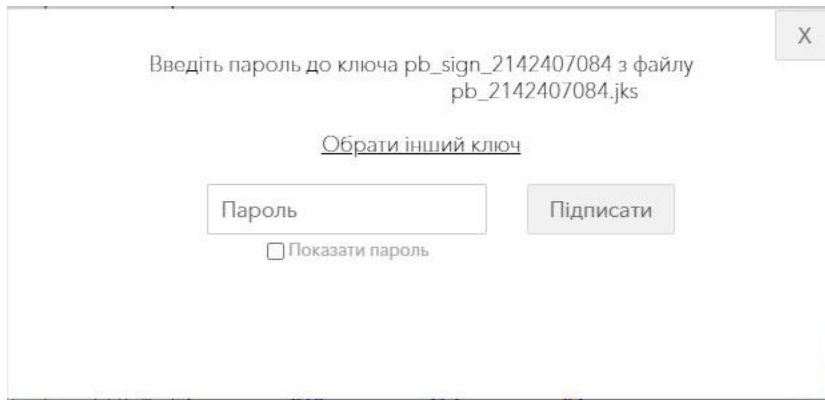 X
Введіть пароль до ключа pb_sign_2142407084 з файлу
pb_2142407084.jks
Обрати інший ключ
Пароль
Підписати
Показати пароль